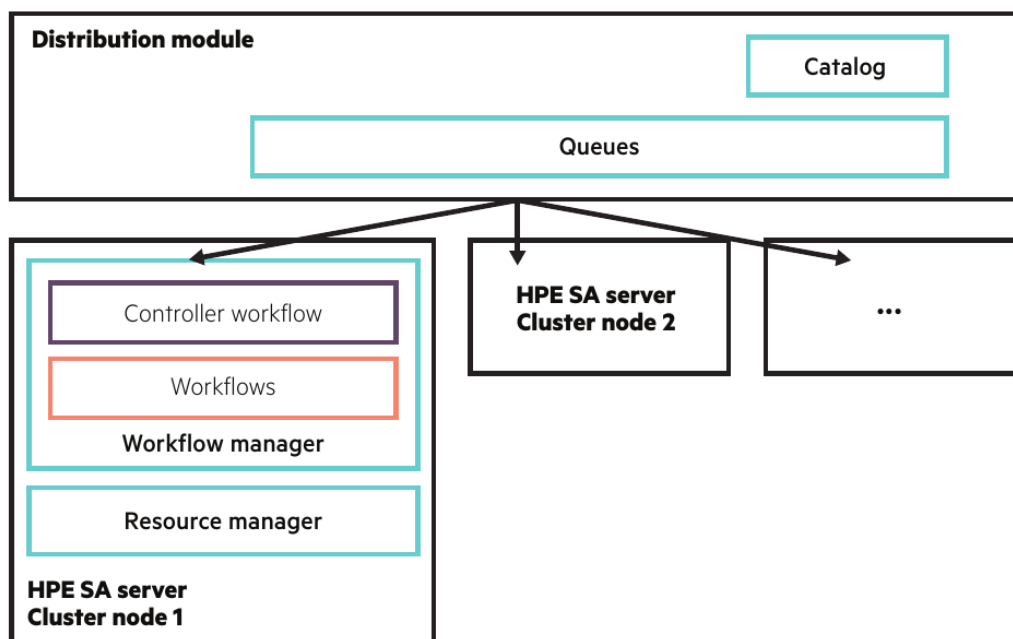 Distribution module
Catalog
Queues
Controller workflow
Workflows
Workflow manager
Resource manager
HPE SA server
Cluster node 1
HPE SA server
Cluster node 2
...